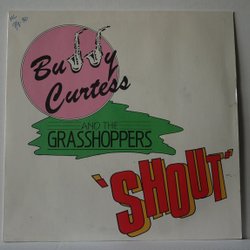 Buddy
Curtess
AND THE
GRASSHOPPERS
"SHOUT"